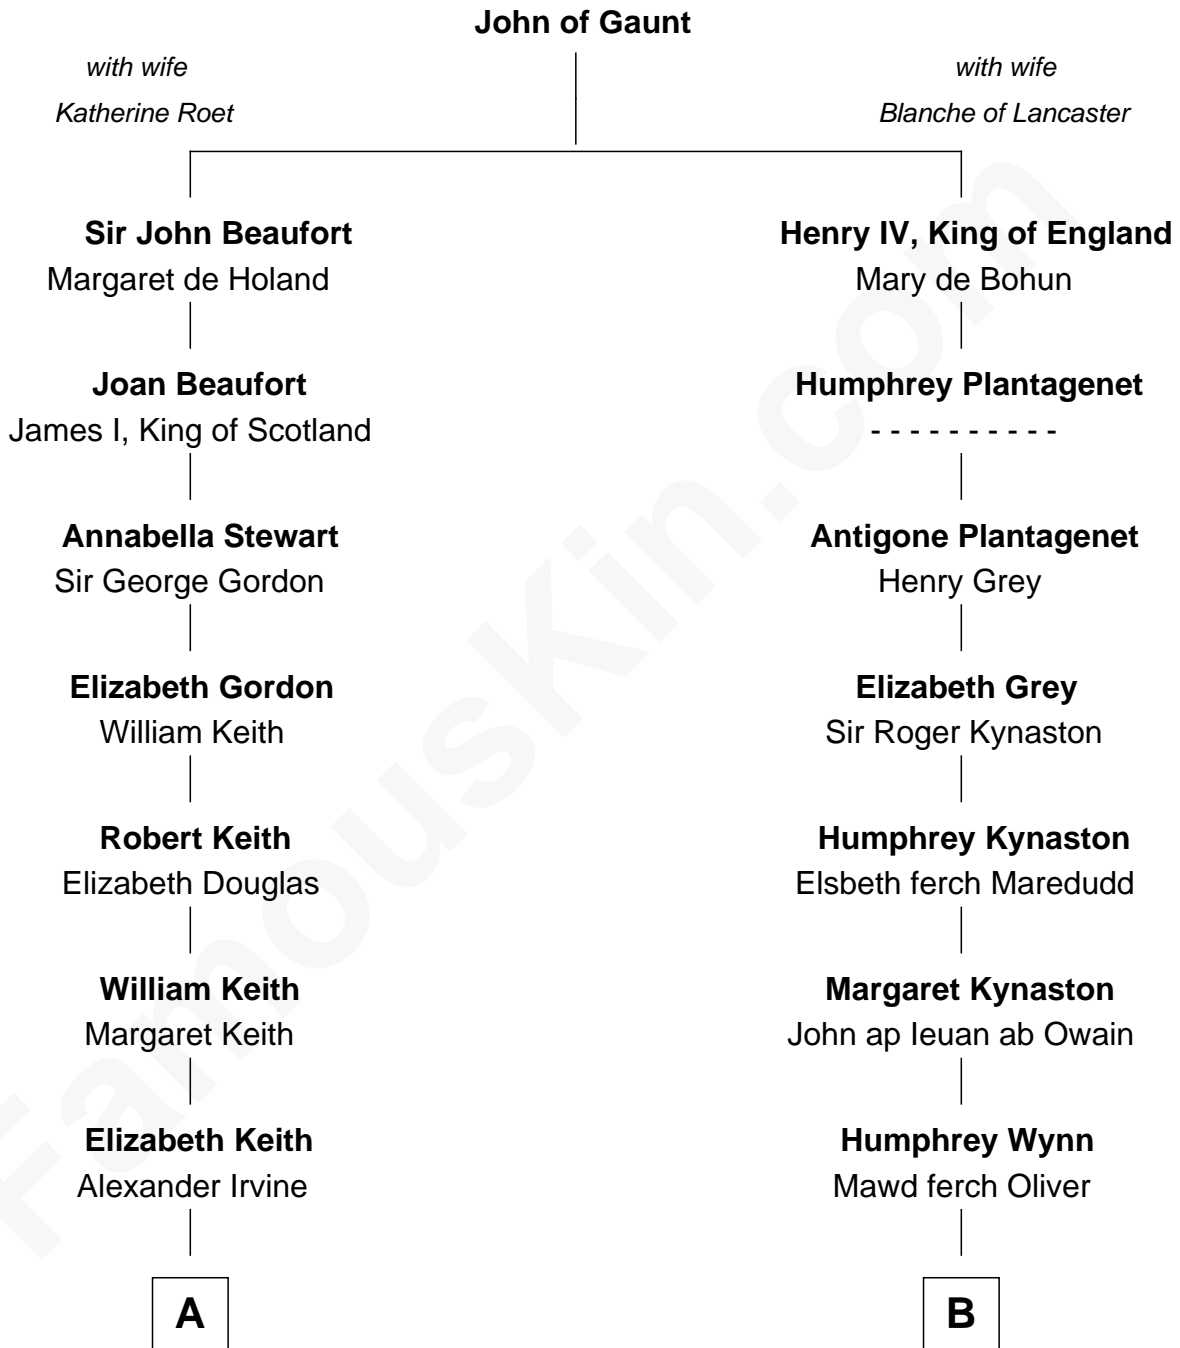 John of Gaunt
with wife
Katherine Roet
with wife
Blanche of Lancaster
Sir John Beaufort
Margaret de Holand
Henry IV, King of England
Mary de Bohun
Joan Beaufort
James I, King of Scotland
Humphrey Plantagenet
- - - - - - - - - -
Annabella Stewart
Sir George Gordon
Antigone Plantagenet
Henry Grey
Elizabeth Gordon
William Keith
Elizabeth Grey
Sir Roger Kynaston
Robert Keith
Elizabeth Douglas
Humphrey Kynaston
Elsbeth ferch Maredudd
William Keith
Margaret Keith
Margaret Kynaston
John ap Ieuan ab Owain
Elizabeth Keith
Alexander Irvine
Humphrey Wynn
Mawd ferch Oliver
A
B
FamousKin.com